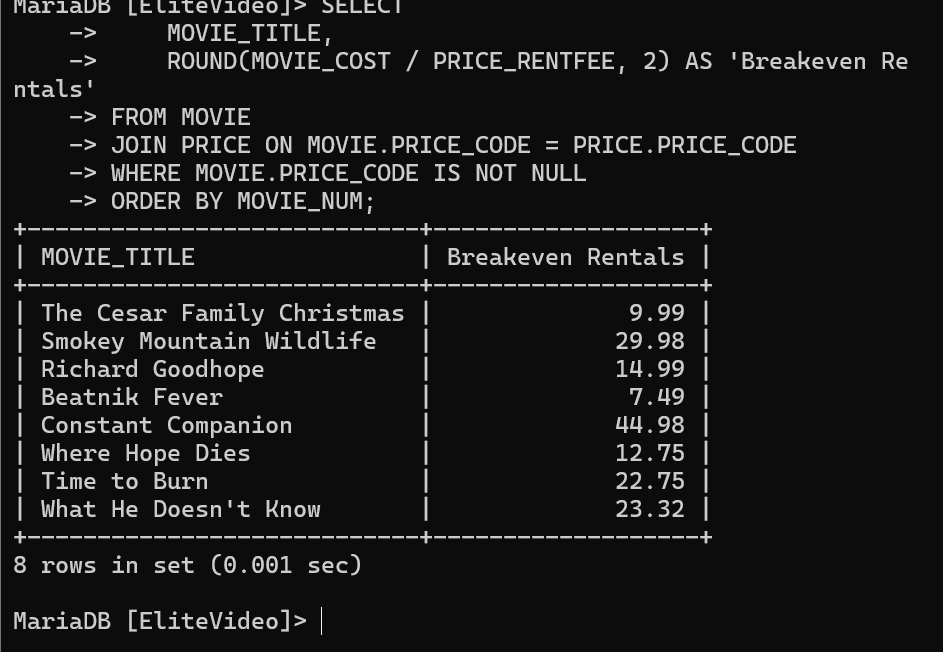 MariaDB [EliteVideo]> SELECT
    ->     MOVIE_TITLE,
    ->     ROUND(MOVIE_COST / PRICE_RENTFEE, 2) AS 'Breakeven Re
ntals'
    -> FROM MOVIE
    -> JOIN PRICE ON MOVIE.PRICE_CODE = PRICE.PRICE_CODE
    -> WHERE MOVIE.PRICE_CODE IS NOT NULL
    -> ORDER BY MOVIE_NUM;
+----------------------------+-------------------+
| MOVIE_TITLE                | Breakeven Rentals |
+----------------------------+-------------------+
| The Cesar Family Christmas |              9.99 |
| Smokey Mountain Wildlife   |             29.98 |
| Richard Goodhope           |             14.99 |
| Beatnik Fever              |              7.49 |
| Constant Companion         |             44.98 |
| Where Hope Dies            |             12.75 |
| Time to Burn               |             22.75 |
| What He Doesn't Know       |             23.32 |
+----------------------------+-------------------+
8 rows in set (0.001 sec)

MariaDB [EliteVideo]>